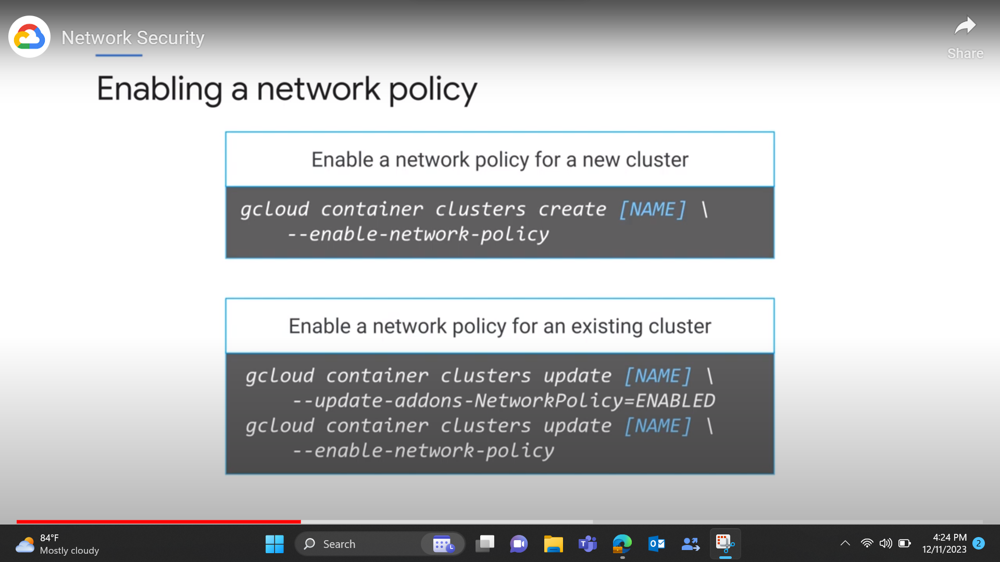 Network Security
Share
Enabling a network policy
Enable a network policy for a new cluster
gcloud container clusters create [NAME] \
--enable-network-policy
Enable a network policy for an existing cluster
gcloud container clusters update [NAME] \
--update-addons-NetworkPolicy=ENABLED
gcloud container clusters update [NAME] \
--enable-network-policy
84°F
Mostly cloudy
Search
4:24 PM
12/11/2023
2